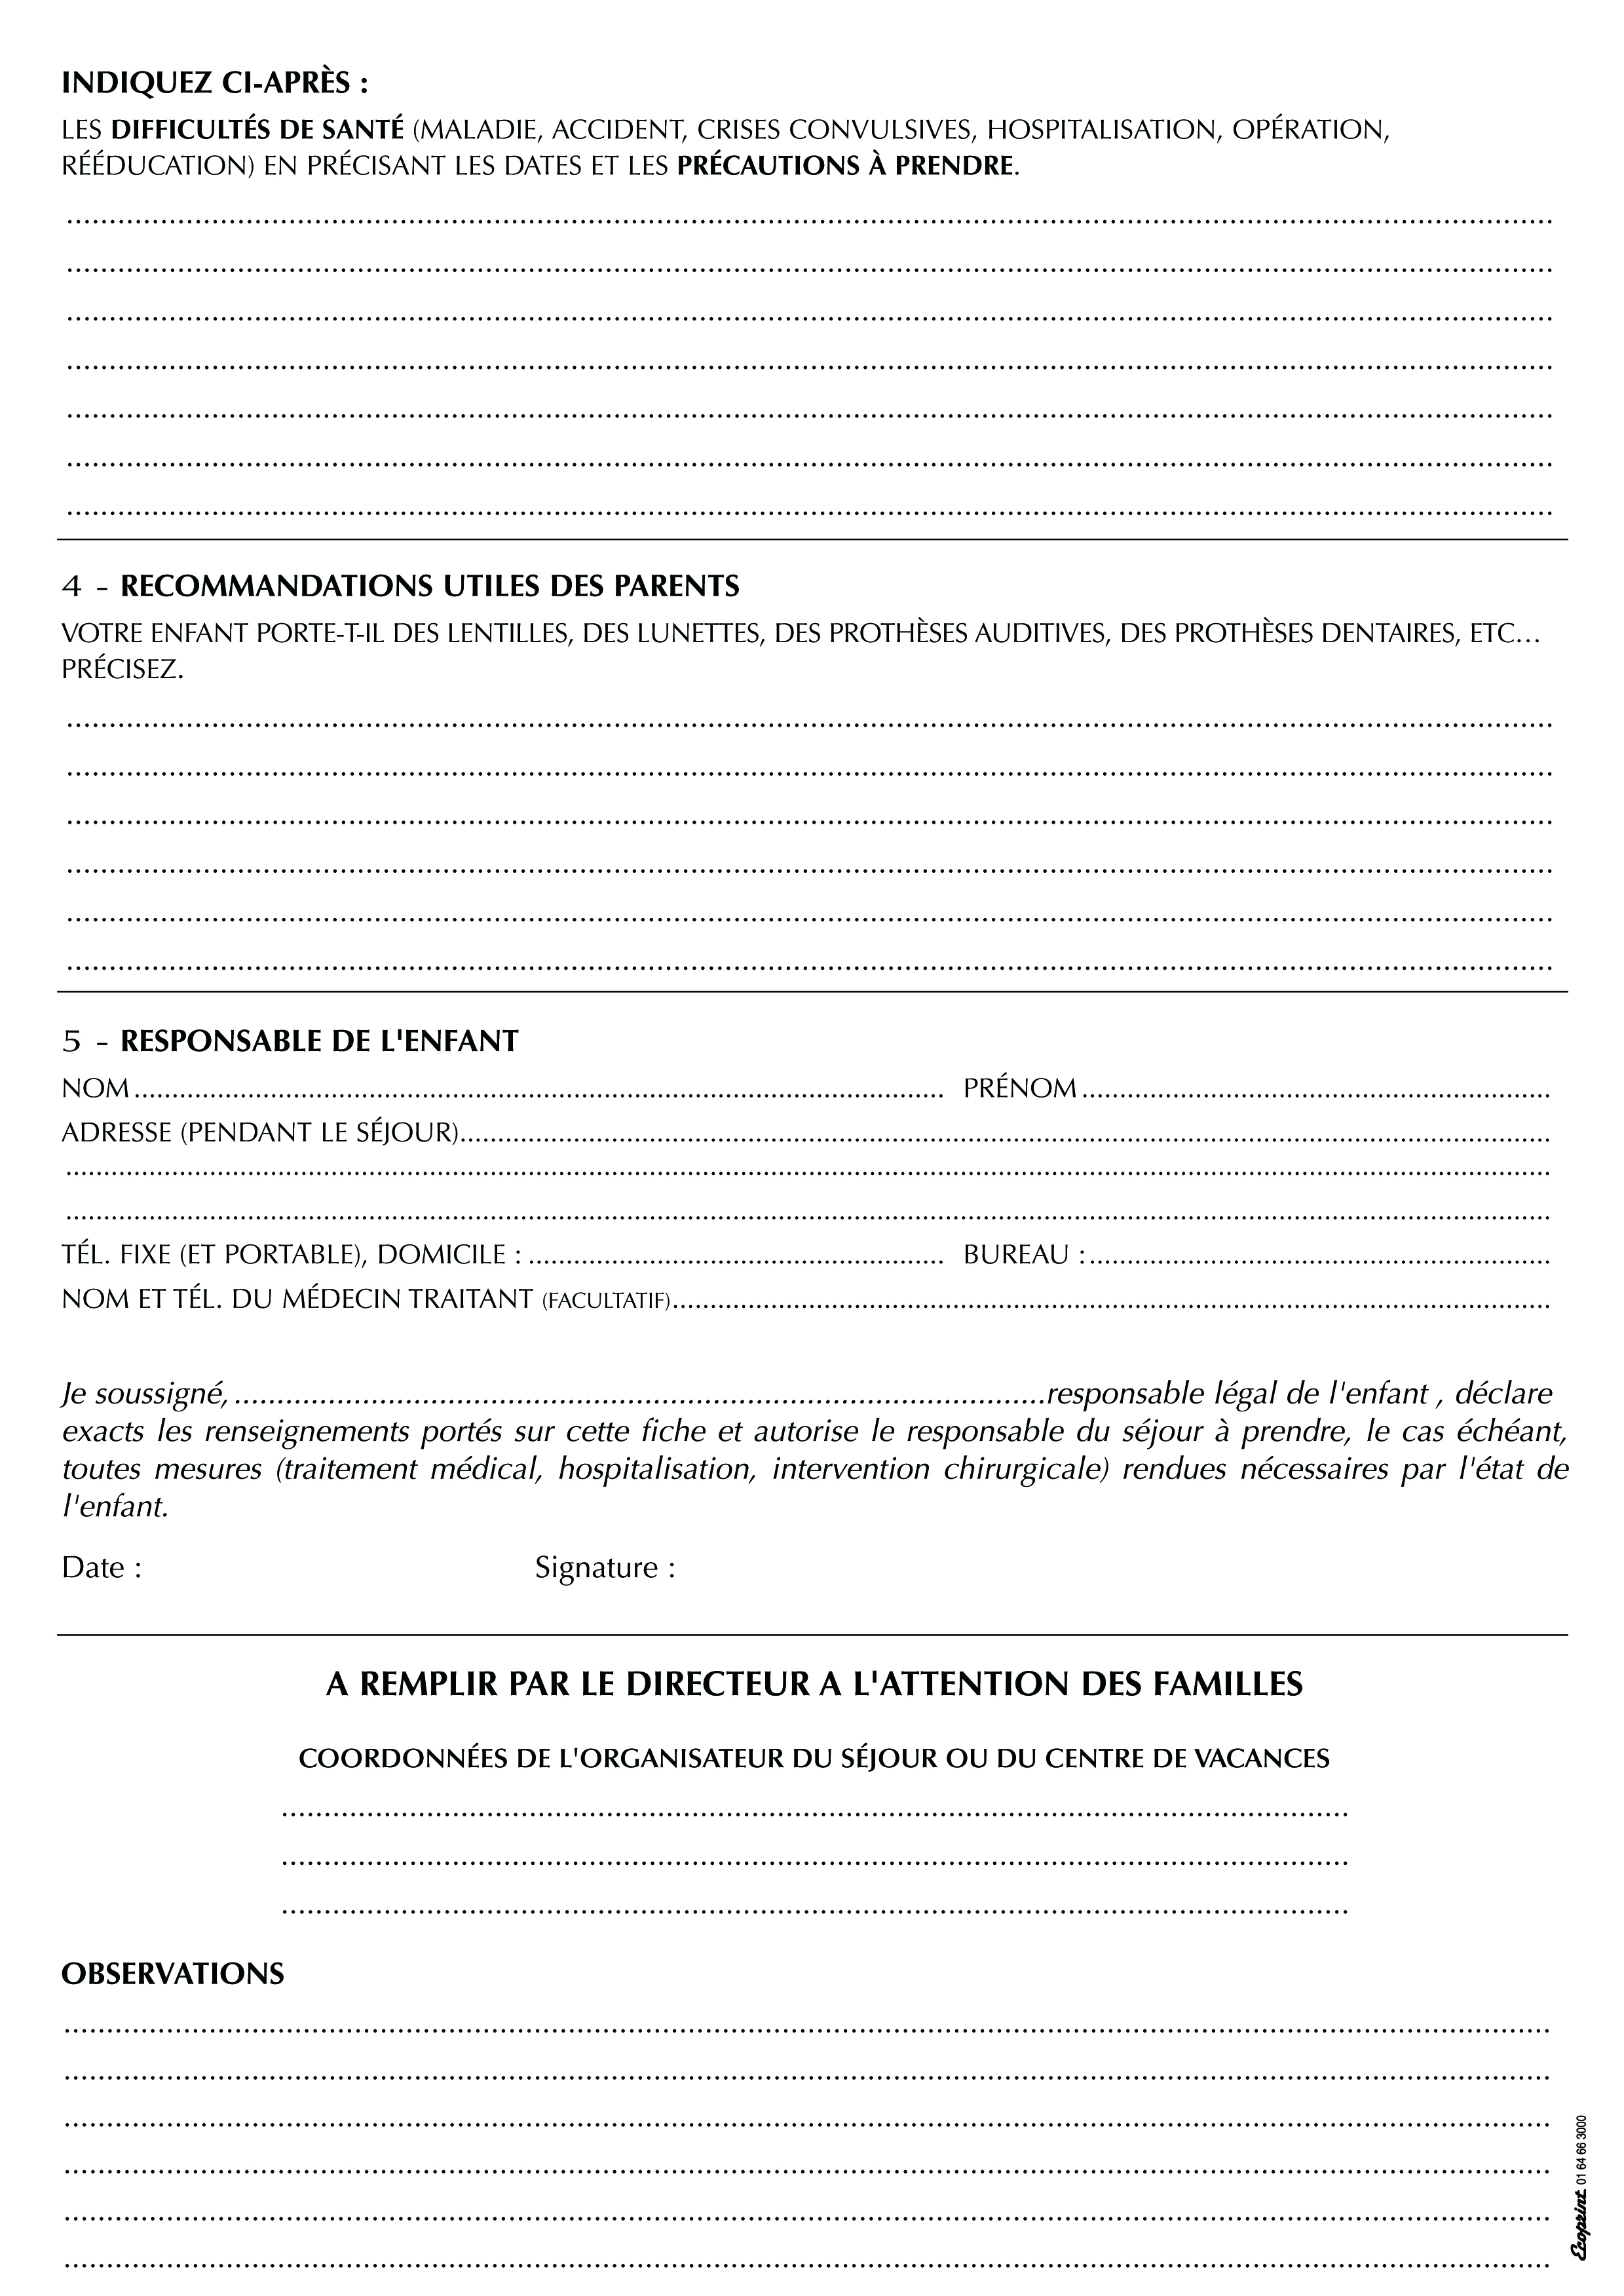 INDIQUEZ CI-APRÈS :
LES DIFFICULTÉS DE SANTÉ (MALADIE, ACCIDENT, CRISES CONVULSIVES, HOSPITALISATION, OPÉRATION,
RÉÉDUCATION) EN PRÉCISANT LES DATES ET LES PRÉCAUTIONS À PRENDRE.
4 - RECOMMANDATIONS UTILES DES PARENTS
VOTRE ENFANT PORTE-T-IL DES LENTILLES, DES LUNETTES, DES PROTHÈSES AUDITIVES, DES PROTHÈSES DENTAIRES, ETC…
PRÉCISEZ.
5 - RESPONSABLE DE L'ENFANT
NOM PRÉNOM
ADRESSE (PENDANT LE SÉJOUR)
TÉL. FIXE (ET PORTABLE), DOMICILE : BUREAU :
NOM ET TÉL. DU MÉDECIN TRAITANT (FACULTATIF)
Je soussigné, responsable légal de l'enfant , déclare
exacts les renseignements portés sur cette fiche et autorise le responsable du séjour à prendre, le cas échéant,
toutes mesures (traitement médical, hospitalisation, intervention chirurgicale) rendues nécessaires par l'état de
l'enfant.
Date : Signature :
A REMPLIR PAR LE DIRECTEUR A L'ATTENTION DES FAMILLES
COORDONNÉES DE L'ORGANISATEUR DU SÉJOUR OU DU CENTRE DE VACANCES
OBSERVATIONS
Ecoprint 01 64 66 3000